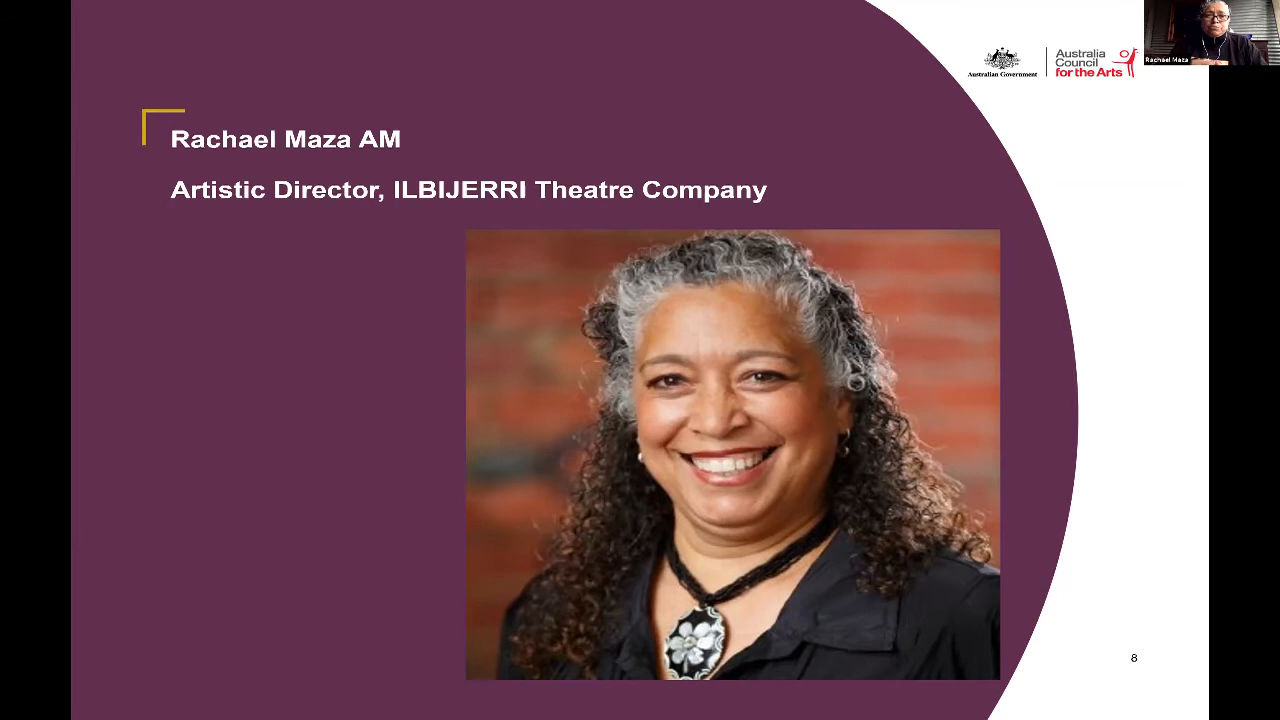 Rachael Maza AM
Artistic Director, ILBIJERRI Theatre Company
Australian Government
Australia
Council
for the Arts
Rachael Maza
8